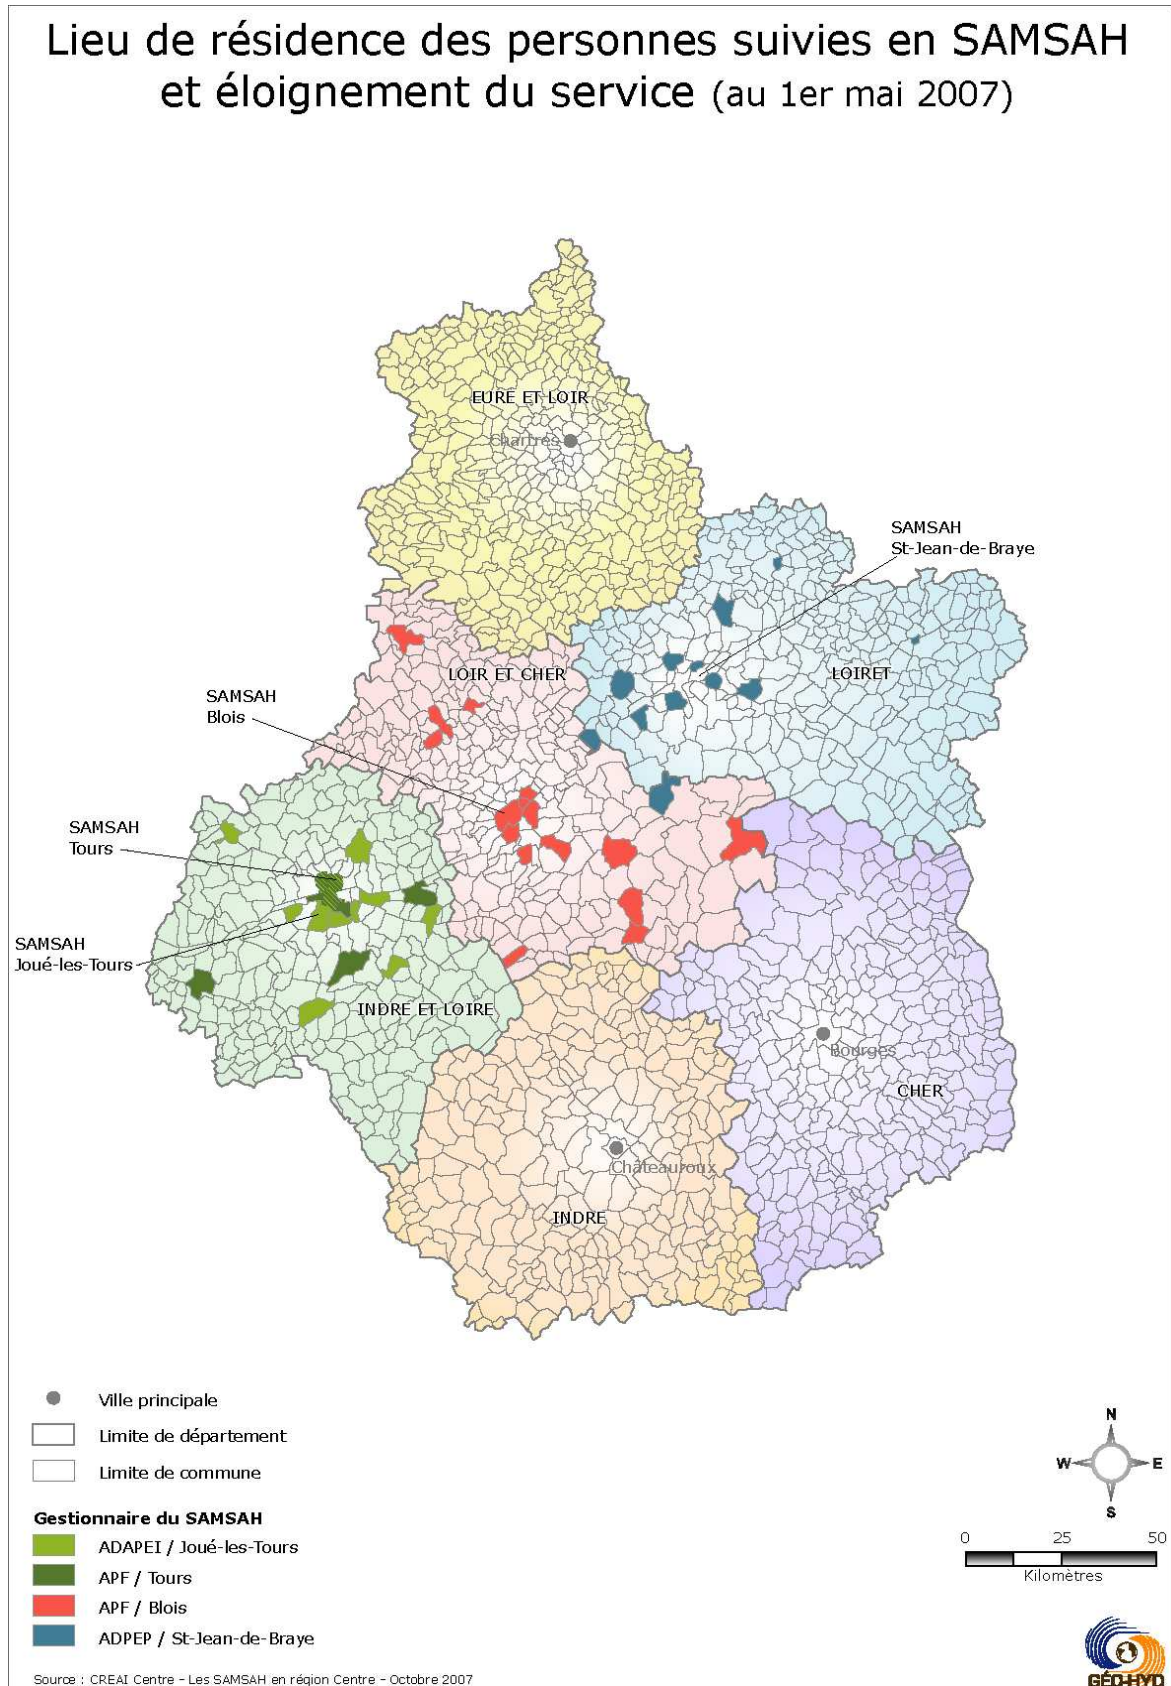 Lieu de résidence des personnes suivies en SAMSAH
et éloignement du service (au 1er mai 2007)
EURE ET LOIR
Chartres
SAMSAH
St-Jean-de-Braye
LOIR ET CHER
LOIRET
SAMSAH
Blois
SAMSAH
Tours
SAMSAH
Joué-les-Tours
INDRE ET LOIRE
Bourges
CHER
Châteauroux
INDRE
Ville principale
Limite de département
Limite de commune
Gestionnaire du SAMSAH
ADAPEI / Joué-les-Tours
APF / Tours
APF / Blois
ADPEP / St-Jean-de-Braye
N
W E
S
0 25 50
Kilomètres
GÉO-HYD
Source : CREAI Centre - Les SAMSAH en région Centre - Octobre 2007